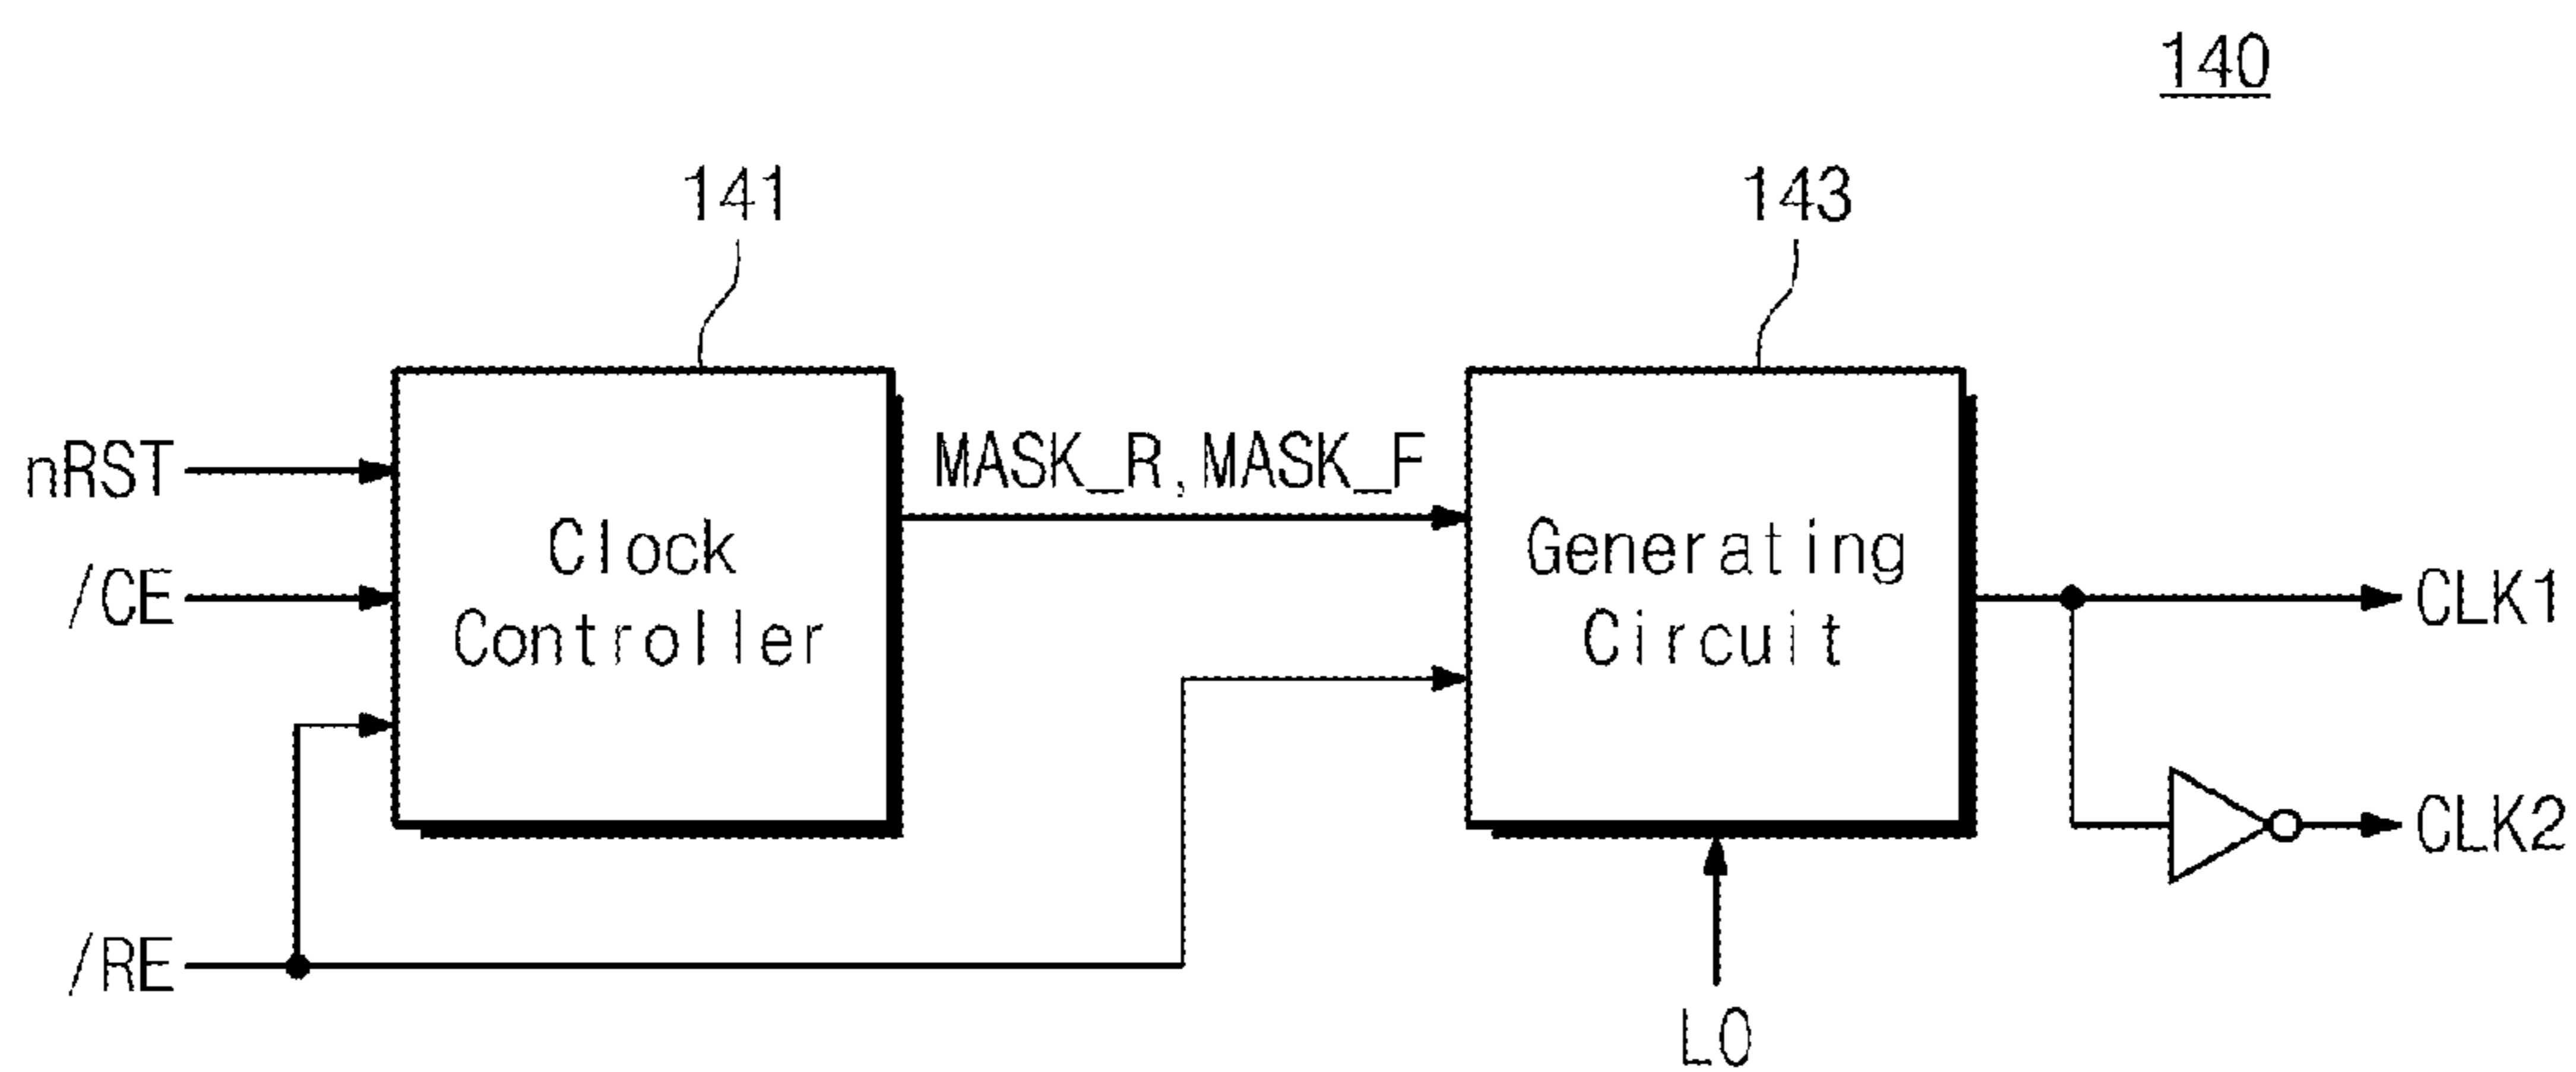 140
141
143
nRST
/CE
/RE
Clock
Controller
MASK_R,MASK_F
Generating
Circuit
LO
CLK1
CLK2